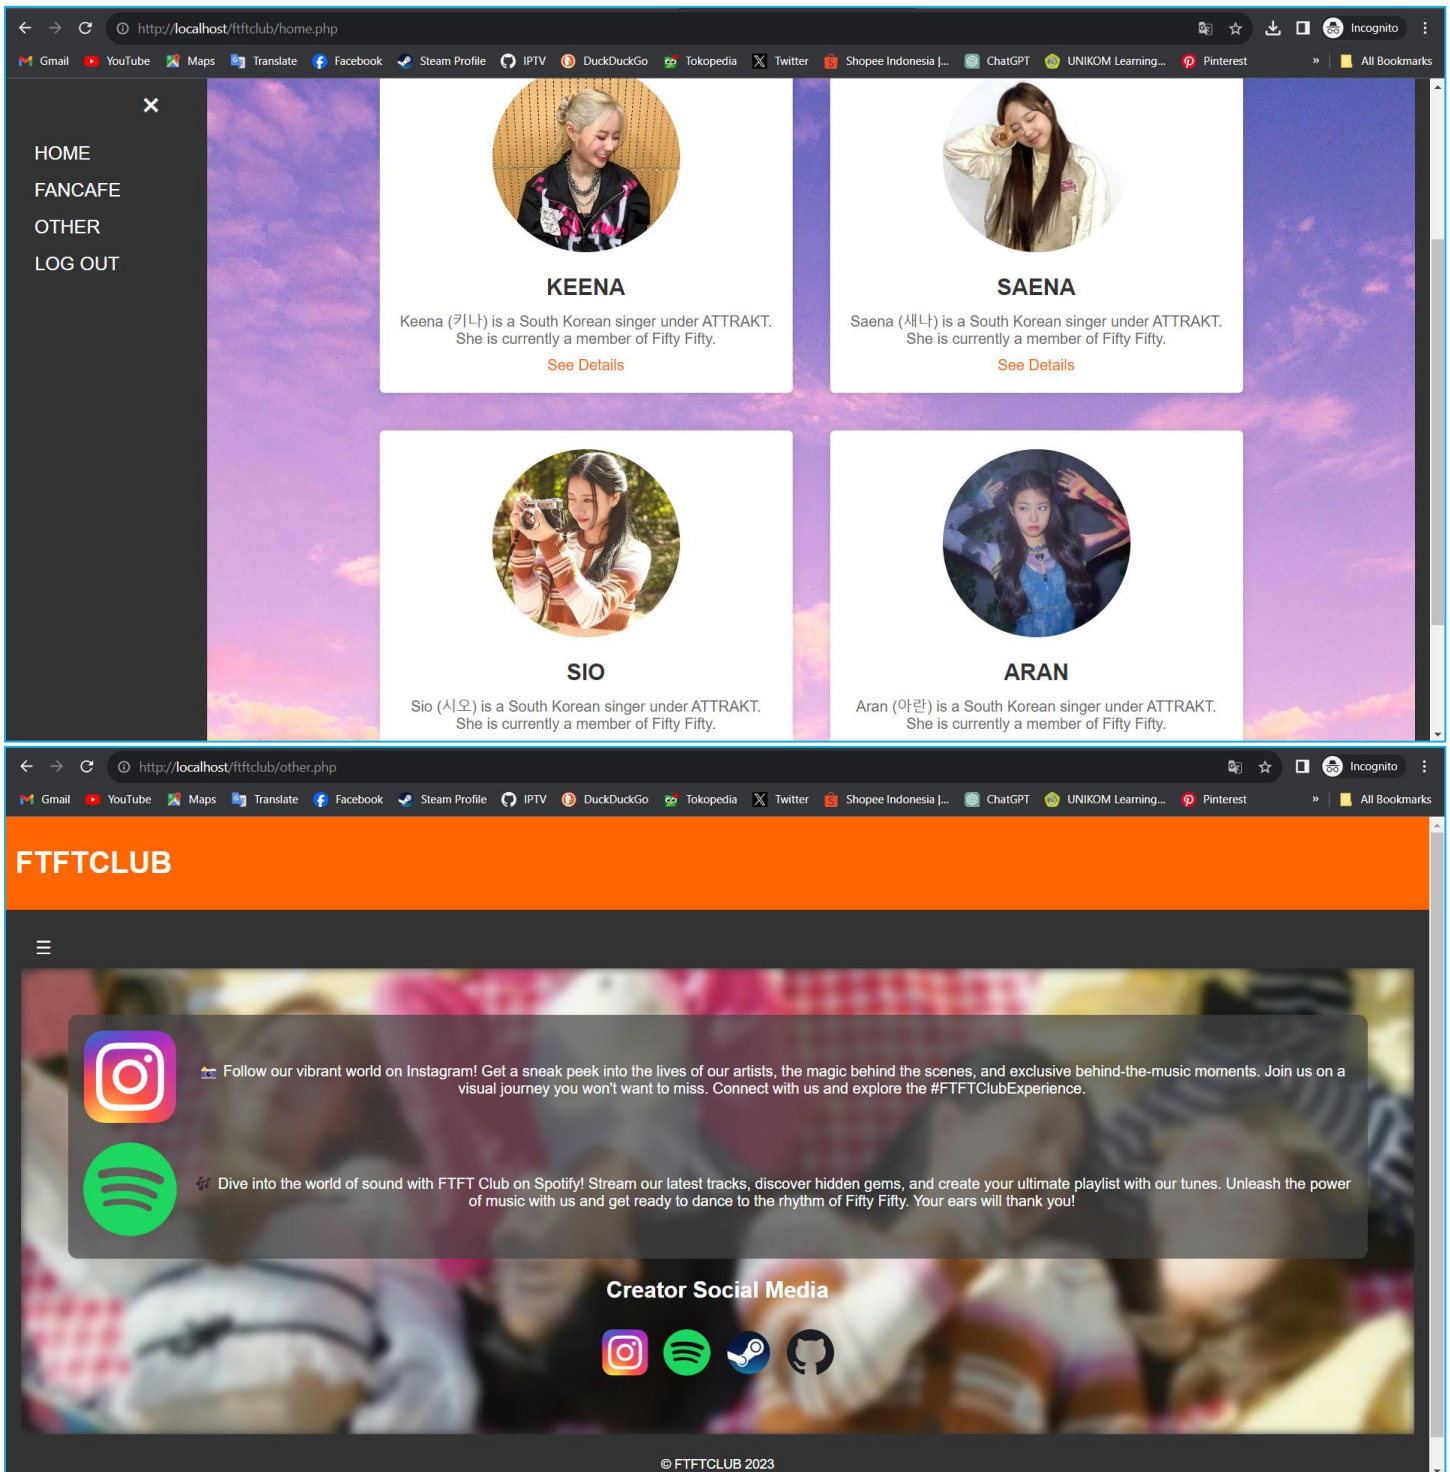 http://localhost/ftftclub/home.php
Incognito
Gmail YouTube Maps Translate Facebook Steam Profile IPTV DuckDuckGo Tokopedia Twitter Shopee Indonesia |... ChatGPT UNIKOM Learning... Pinterest » All Bookmarks
×
HOME
FANCAFE
OTHER
LOG OUT
KEENA
Keena (키나) is a South Korean singer under ATTRAKT.
She is currently a member of Fifty Fifty.
See Details
SAENA
Saena (새나) is a South Korean singer under ATTRAKT.
She is currently a member of Fifty Fifty.
See Details
SIO
Sio (시오) is a South Korean singer under ATTRAKT.
She is currently a member of Fifty Fifty.
ARAN
Aran (아란) is a South Korean singer under ATTRAKT.
She is currently a member of Fifty Fifty.
http://localhost/ftftclub/other.php
Incognito
Gmail YouTube Maps Translate Facebook Steam Profile IPTV DuckDuckGo Tokopedia Twitter Shopee Indonesia |... ChatGPT UNIKOM Learning... Pinterest » All Bookmarks
FTFTCLUB
☰
📷 Follow our vibrant world on Instagram! Get a sneak peek into the lives of our artists, the magic behind the scenes, and exclusive behind-the-music moments. Join us on a
visual journey you won't want to miss. Connect with us and explore the #FTFTClubExperience.
🎶 Dive into the world of sound with FTFT Club on Spotify! Stream our latest tracks, discover hidden gems, and create your ultimate playlist with our tunes. Unleash the power
of music with us and get ready to dance to the rhythm of Fifty Fifty. Your ears will thank you!
Creator Social Media
© FTFTCLUB 2023